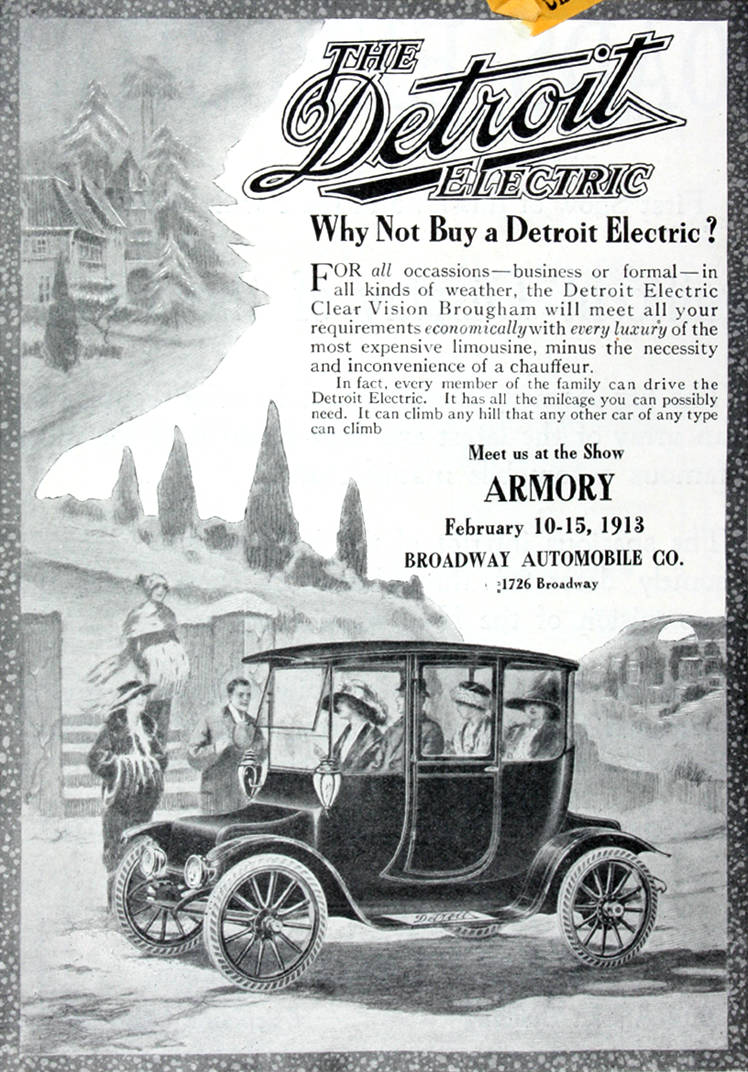 THE
Detroit
ELECTRIC
Why Not Buy a Detroit Electric?
FOR all occassions—business or formal—in
all kinds of weather, the Detroit Electric
Clear Vision Brougham will meet all your
requirements economically with every luxury of the
most expensive limousine, minus the necessity
and inconvenience of a chauffeur.
In fact, every member of the family can drive the
Detroit Electric. It has all the mileage you can possibly
need. It can climb any hill that any other car of any type
can climb
Meet us at the Show
ARMORY
February 10-15, 1913
BROADWAY AUTOMOBILE CO.
1726 Broadway
Detroit